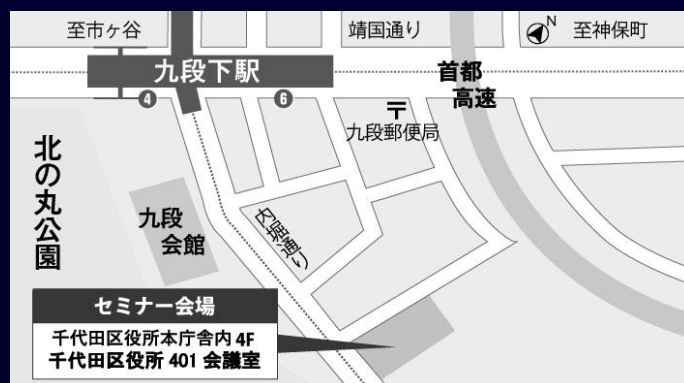 至市ヶ谷
靖国通り
N
至神保町
九段下駅
首都
高速
4
6
〒
九段郵便局
北の丸公園
九段
会館
内堀通り
セミナー会場
千代田区役所本庁舎内 4F
千代田区役所 401 会議室